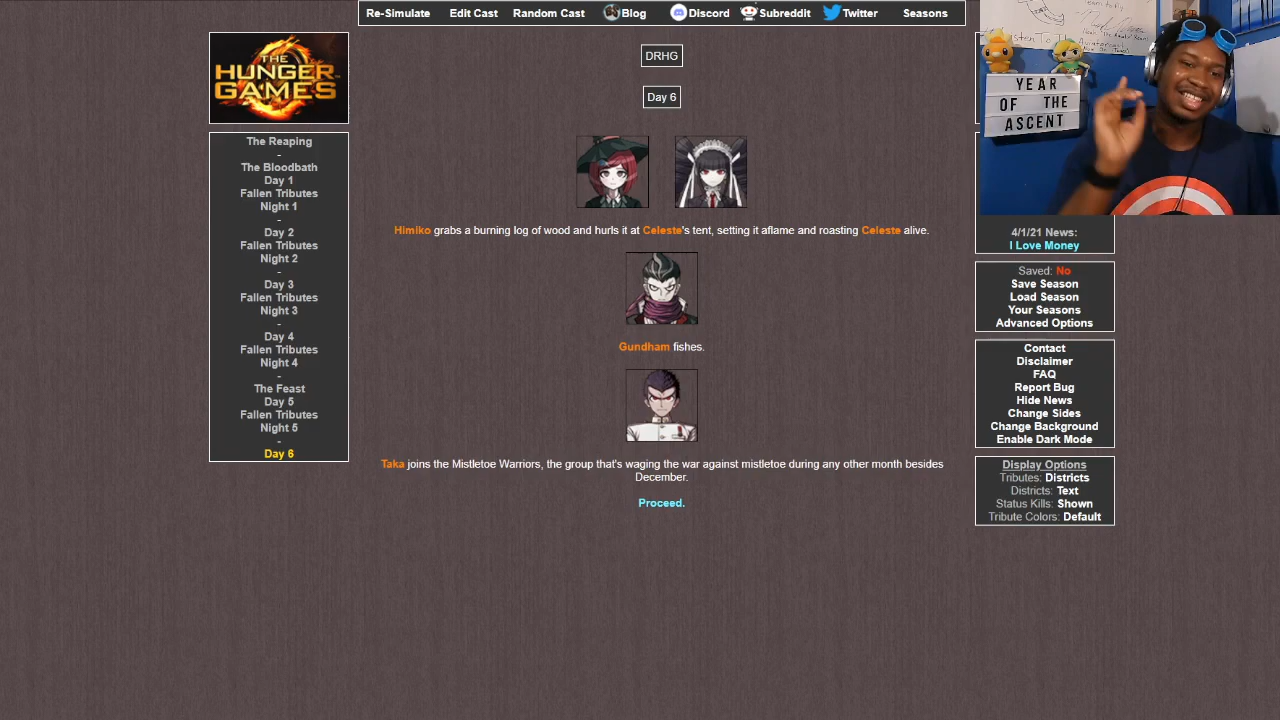 Re-Simulate Edit Cast Random Cast Blog Discord Subreddit Twitter Seasons
THE
HUNGER
GAMES
The Reaping
-
The Bloodbath
Day 1
Fallen Tributes
Night 1
-
Day 2
Fallen Tributes
Night 2
-
Day 3
Fallen Tributes
Night 3
-
Day 4
Fallen Tributes
Night 4
-
The Feast
Day 5
Fallen Tributes
Night 5
-
Day 6
DRHG
Day 6
Himiko grabs a burning log of wood and hurls it at Celeste's tent, setting it aflame and roasting Celeste alive.
Gundham fishes.
Taka joins the Mistletoe Warriors, the group that's waging the war against mistletoe during any other month besides
December.
Proceed.
YEAR
OF THE
ASCENT
4/1/21 News:
I Love Money
Saved: No
Save Season
Load Season
Your Seasons
Advanced Options
Contact
Disclaimer
FAQ
Report Bug
Hide News
Change Sides
Change Background
Enable Dark Mode
Display Options
Tributes: Districts
Districts: Text
Status Kills: Shown
Tribute Colors: Default